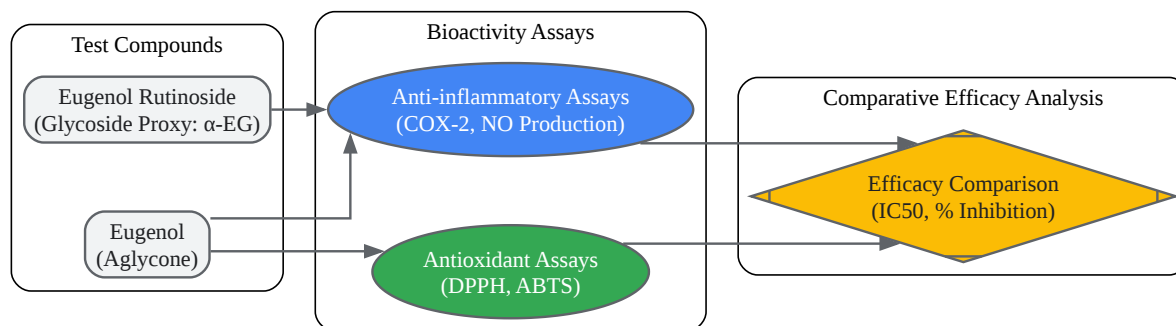 Test Compounds
Eugenol Rutinoside
(Glycoside Proxy: α-EG)
Eugenol
(Aglycone)
Bioactivity Assays
Anti-inflammatory Assays
(COX-2, NO Production)
Antioxidant Assays
(DPPH, ABTS)
Comparative Efficacy Analysis
Efficacy Comparison
(IC50, % Inhibition)